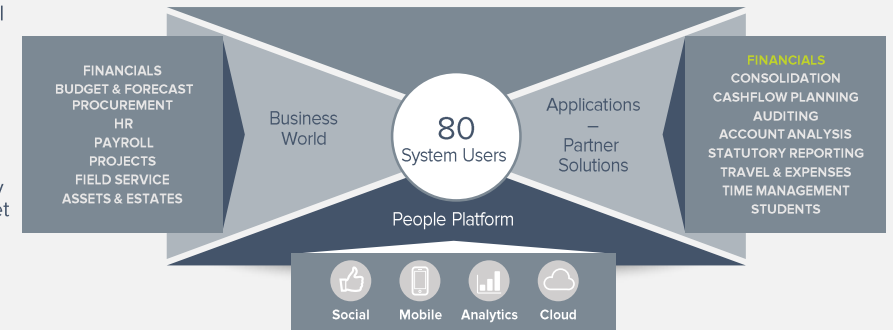 FINANCIALS
BUDGET & FORECAST
PROCUREMENT
HR
PAYROLL
PROJECTS
FIELD SERVICE
ASSETS & ESTATES
Business
World
80
System Users
Applications
–
Partner
Solutions
FINANCIALS
CONSOLIDATION
CASHFLOW PLANNING
AUDITING
ACCOUNT ANALYSIS
STATUTORY REPORTING
TRAVEL & EXPENSES
TIME MANAGEMENT
STUDENTS
People Platform
Social
Mobile
Analytics
Cloud